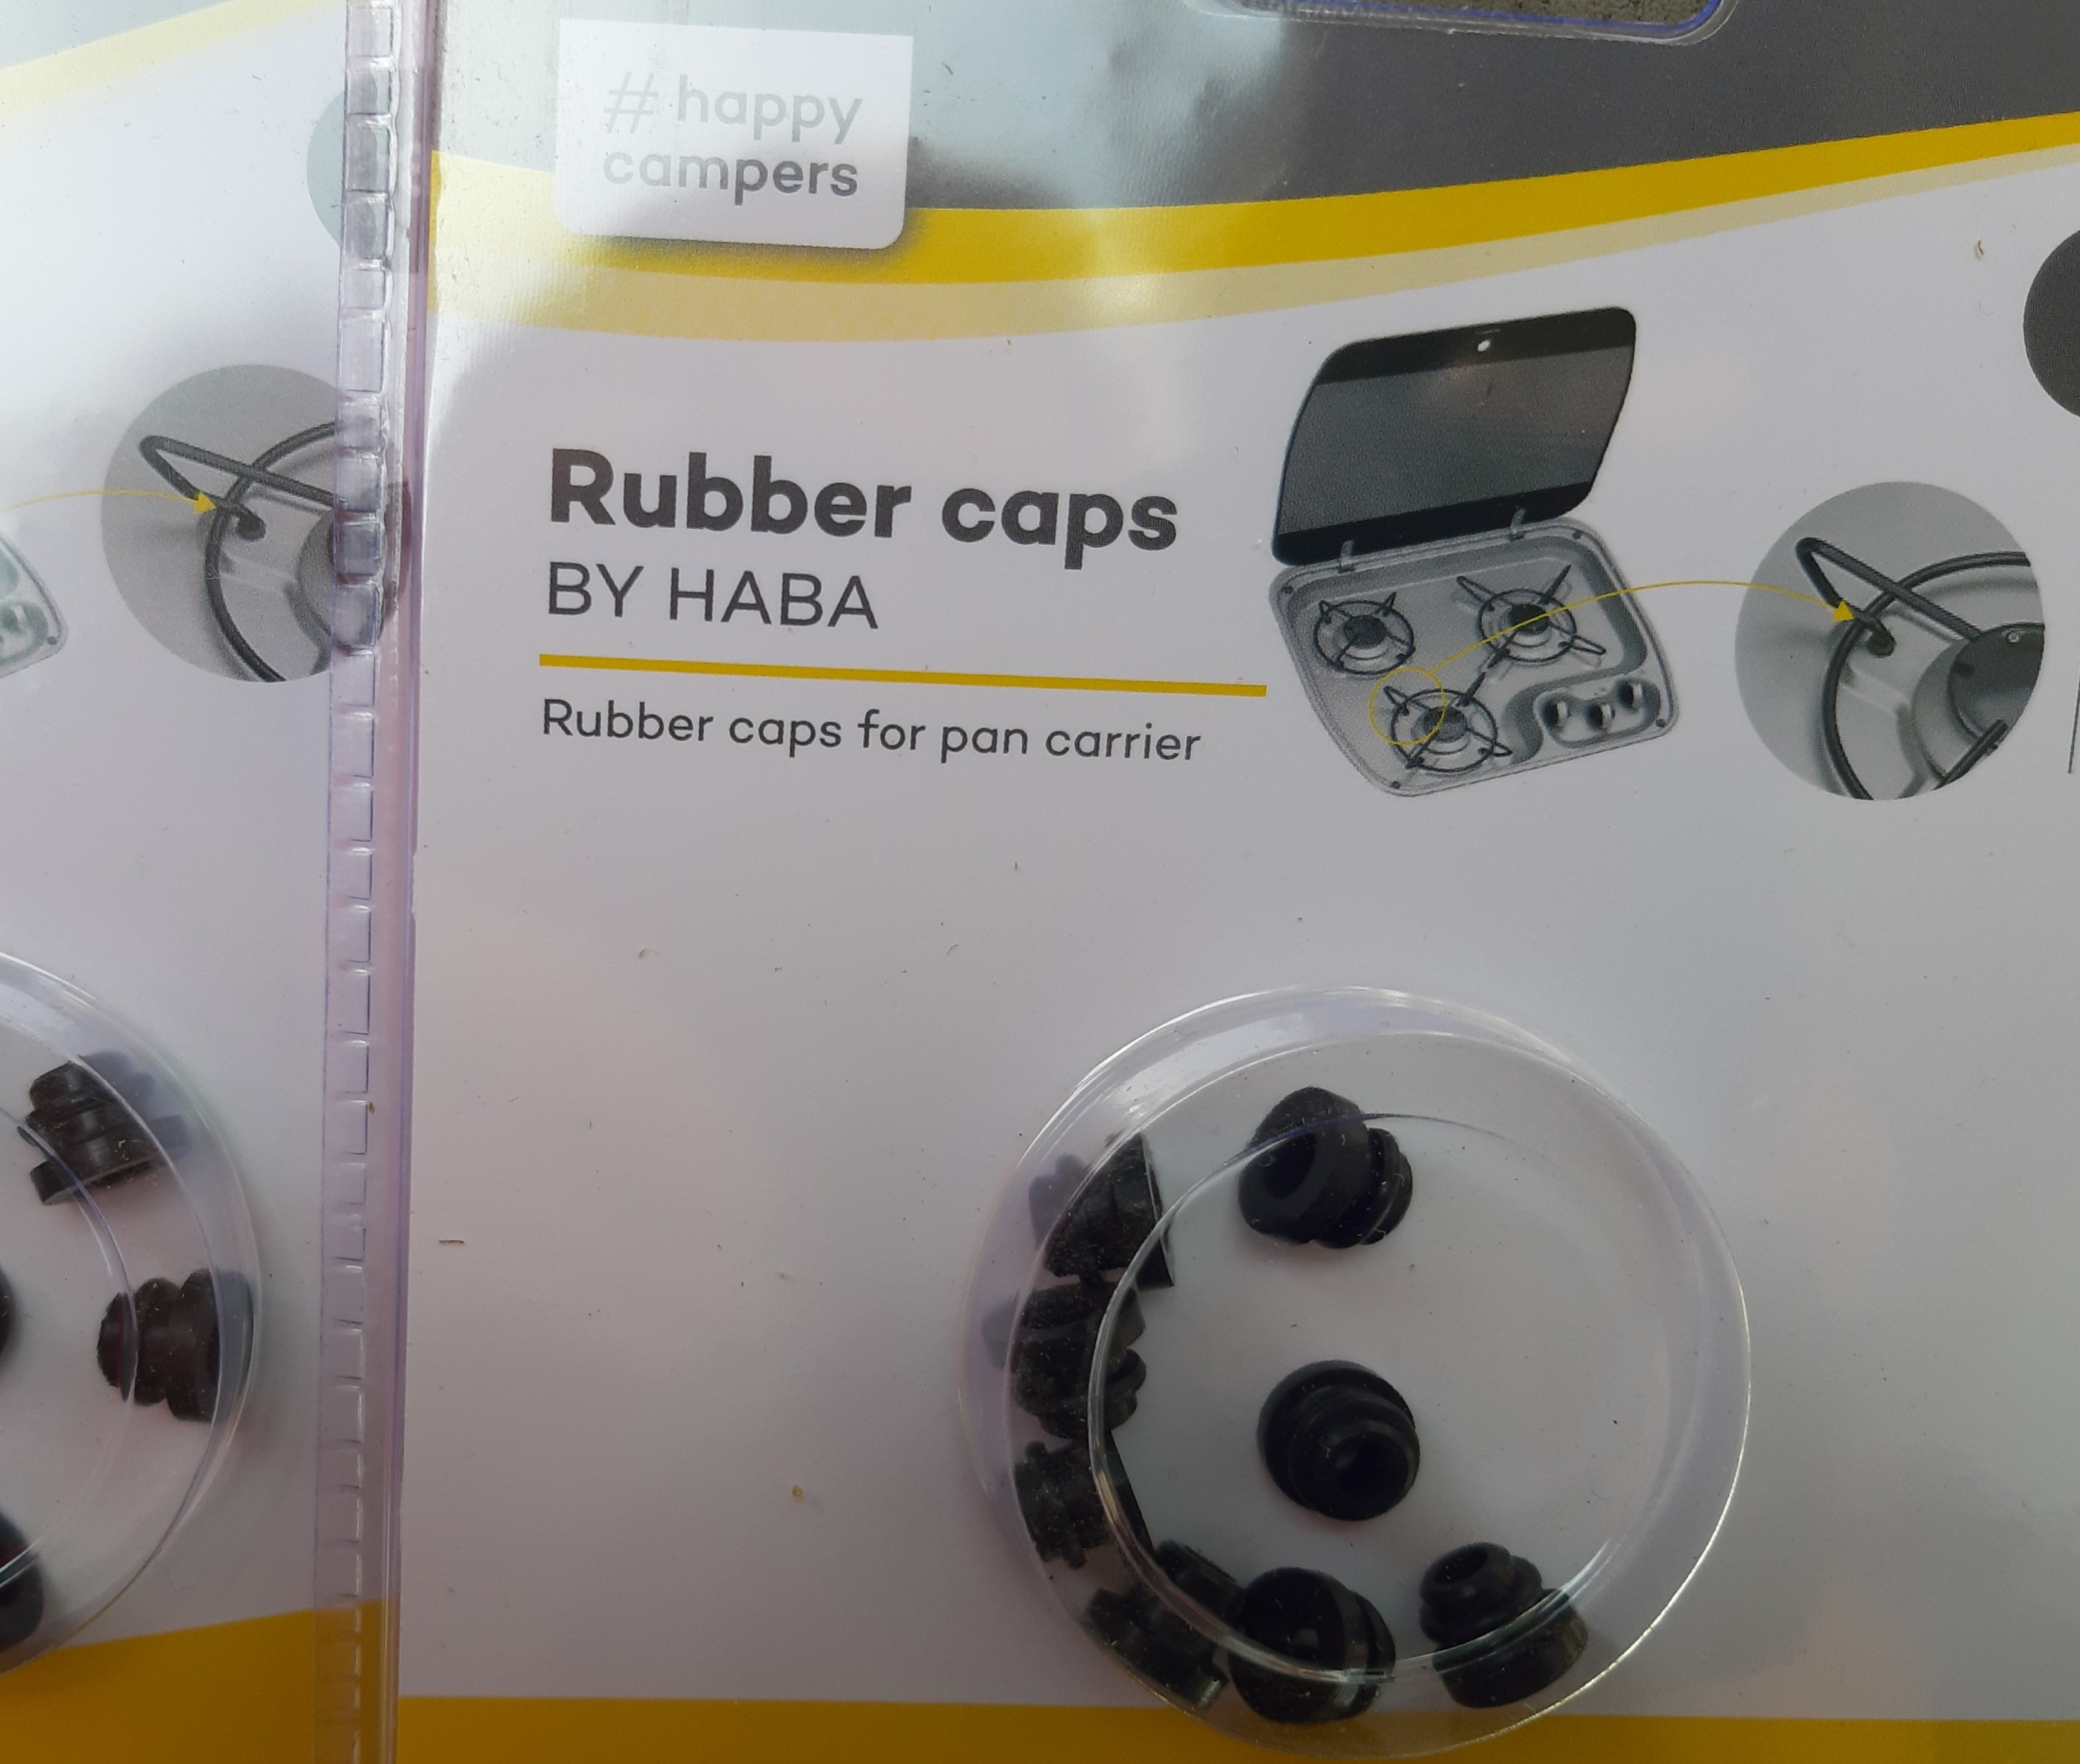 # happy
campers
Rubber caps
BY HABA
Rubber caps for pan carrier